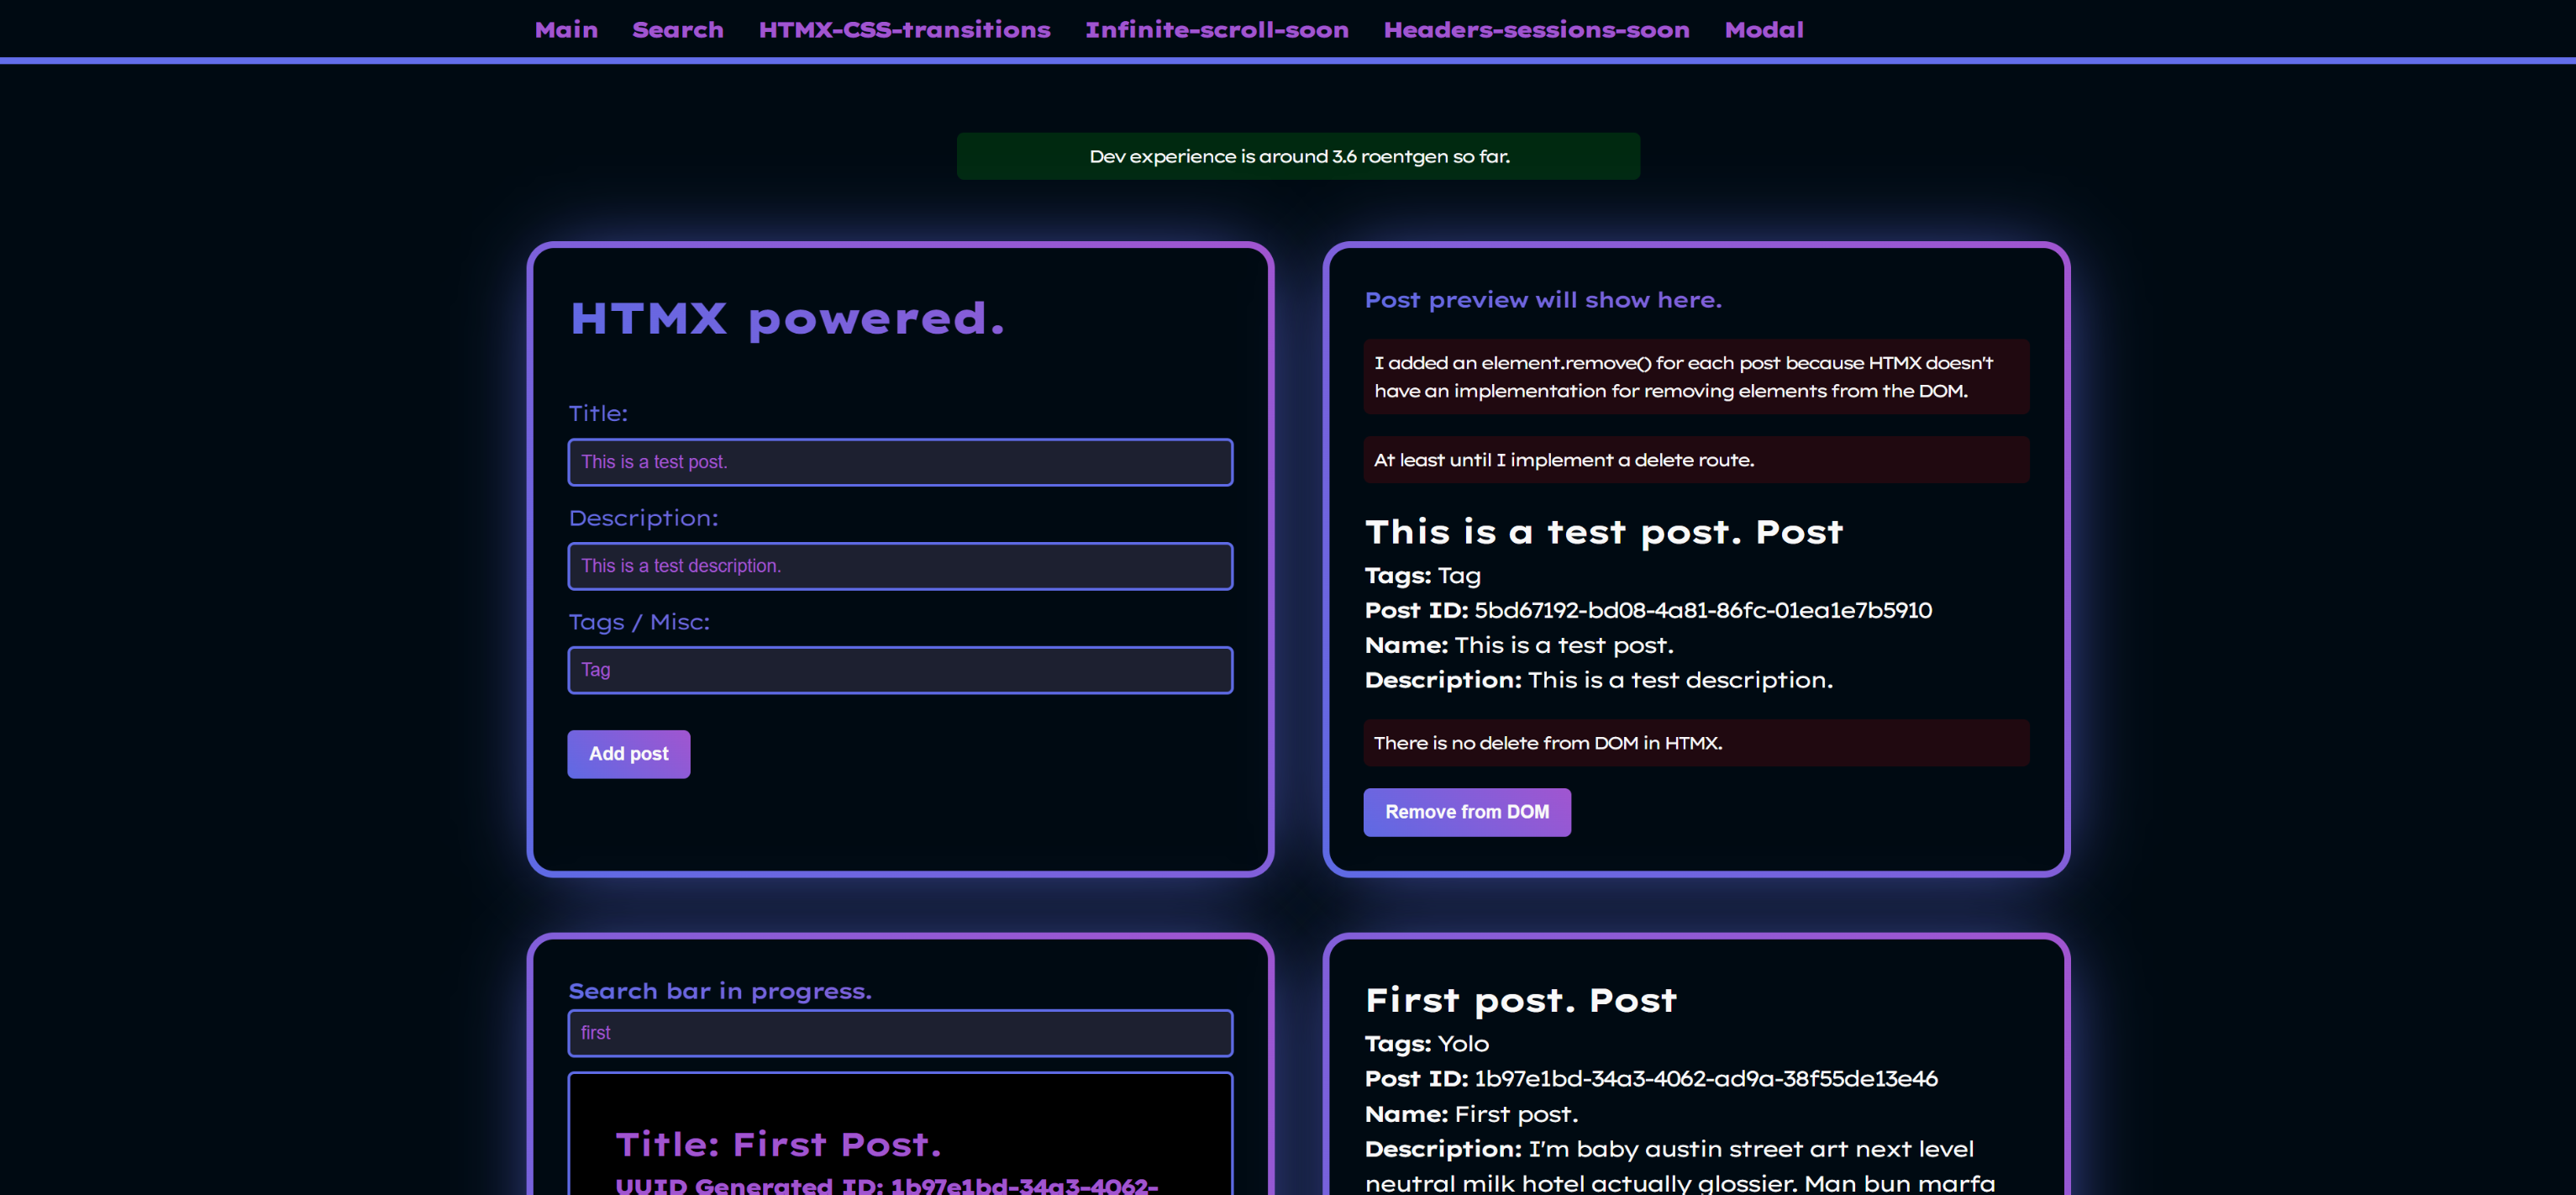 Main Search HTMX-CSS-transitions Infinite-scroll-soon Headers-sessions-soon Modal
Dev experience is around 3.6 roentgen so far.
HTMX powered.
Title:
This is a test post.
Description:
This is a test description.
Tags / Misc:
Tag
Add post
Post preview will show here.
I added an element.remove() for each post because HTMX doesn't
have an implementation for removing elements from the DOM.
At least until I implement a delete route.
This is a test post. Post
Tags: Tag
Post ID: 5bd67192-bd08-4a81-86fc-01ea1e7b5910
Name: This is a test post.
Description: This is a test description.
There is no delete from DOM in HTMX.
Remove from DOM
Search bar in progress.
first
Title: First Post.
UUID Generated ID: 1b97e1bd-34a3-4062-
First post. Post
Tags: Yolo
Post ID: 1b97e1bd-34a3-4062-ad9a-38f55de13e46
Name: First post.
Description: I'm baby austin street art next level
neutral milk hotel actually glossier. Man bun marfa